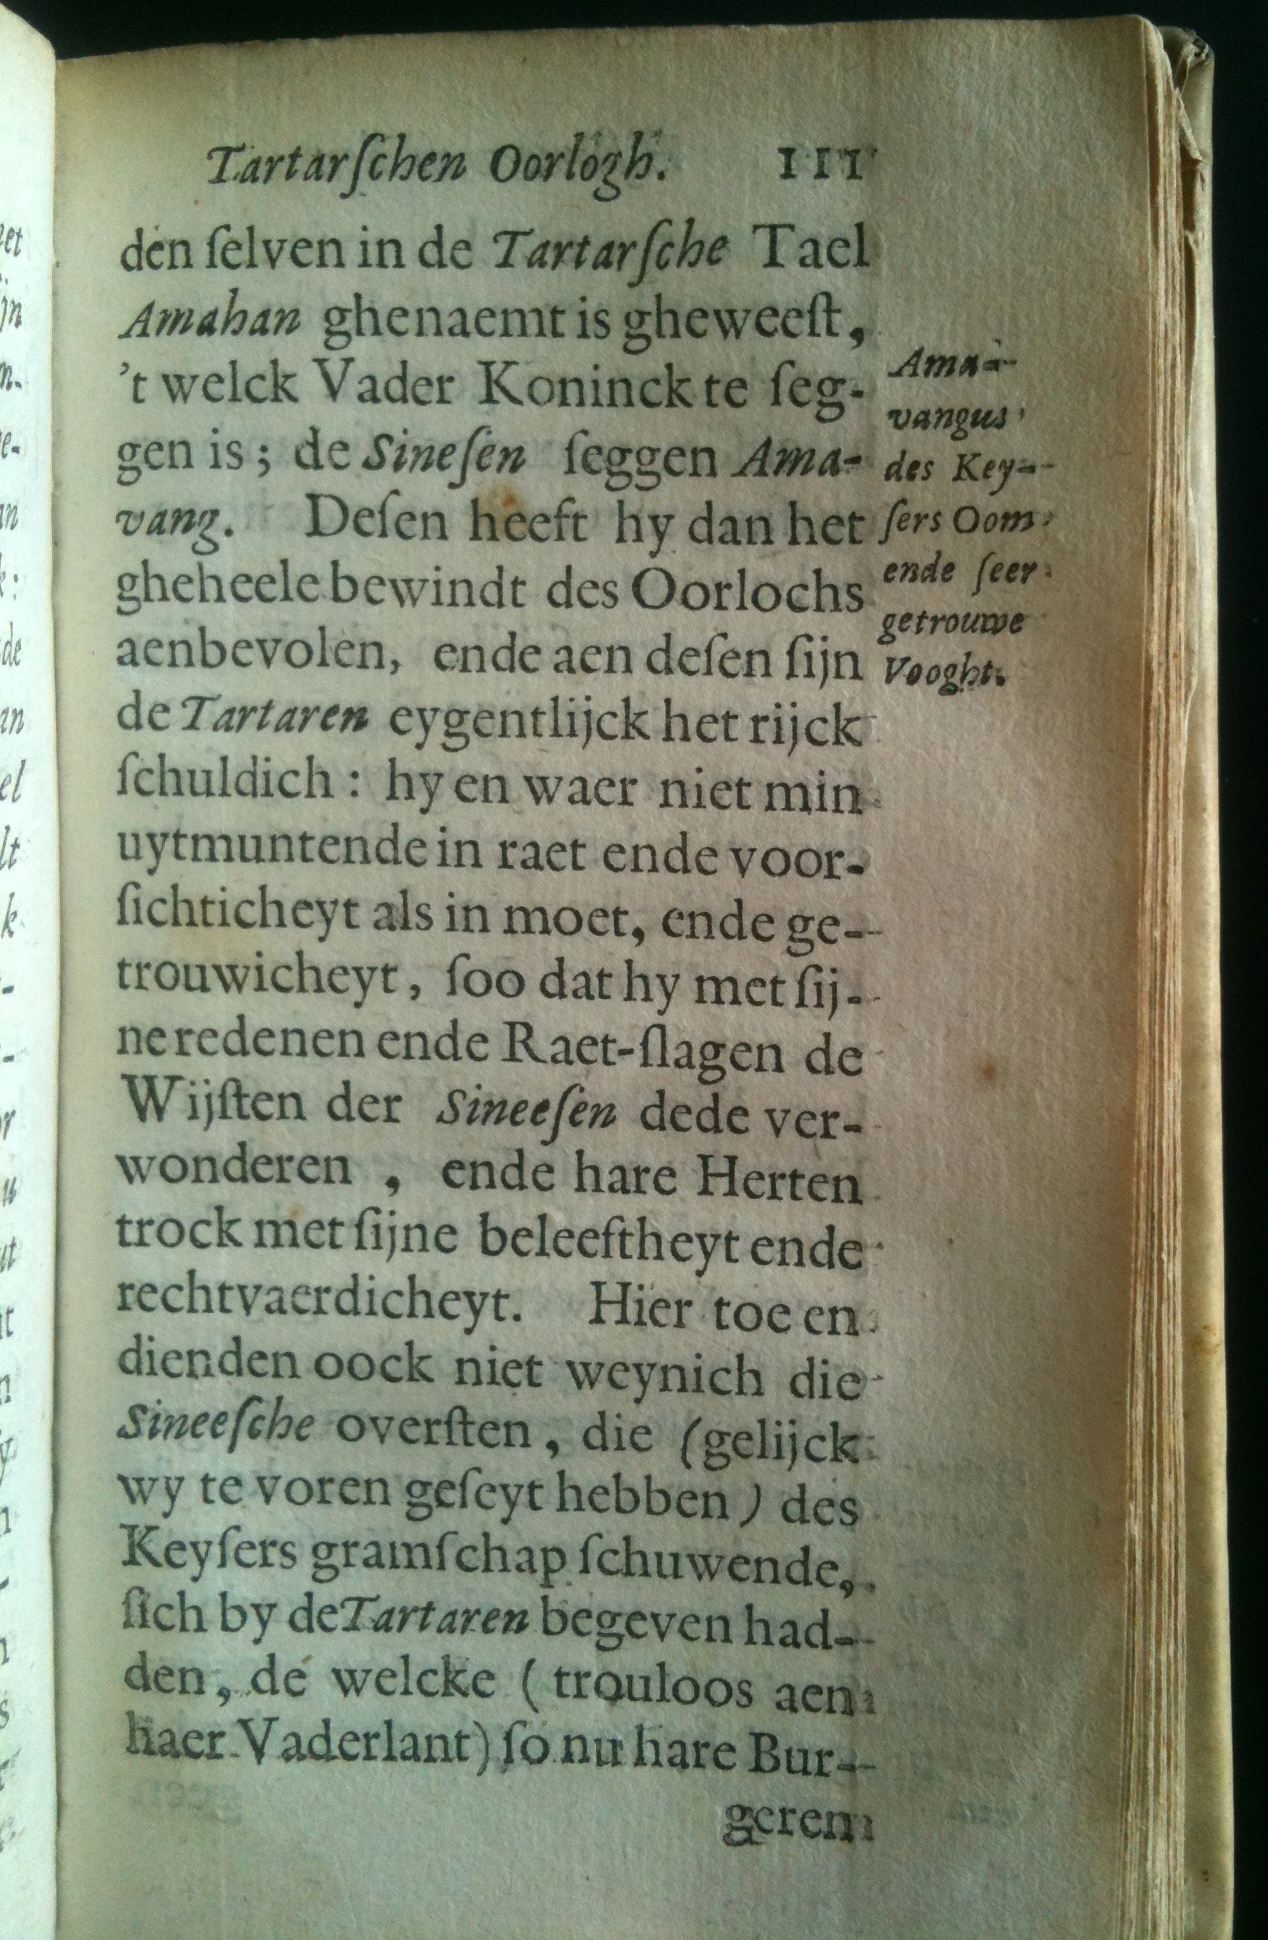 Tartarſchen Oorlogh. 111
den ſelven in de Tartarſche Tael
Amahan ghenaemt is gheweeſt,
't welck Vader Koninck te ſeg-
gen is; de Sineſen ſeggen Ama-
vang. Deſen heeft hy dan het
gheheele bewindt des Oorlochs
aenbevolen, ende aen deſen ſijn
de Tartaren eygentlijck het rijck
ſchuldich: hy en waer niet min
uytmuntende in raet ende voor-
ſichticheyt als in moet, ende ge-
trouwicheyt, ſoo dat hy met ſij-
ne redenen ende Raet-ſlagen de
Wijſten der Sineeſen dede ver-
wonderen, ende hare Herten
trock met ſijne beleeftheyt ende
rechtvaerdicheyt. Hier toe en
dienden oock niet weynich die
Sineeſche overſten, die (gelijck
wy te voren geſeyt hebben) des
Keyſers gramſchap ſchuwende,
ſich by de Tartaren begeven had-
den, de welcke (trouloos aen
haer Vaderlant) ſo nu hare Bur-
geren
Ama-
vangus
des Key-
ſers Oom
ende ſeer
getrouwe
Vooght.